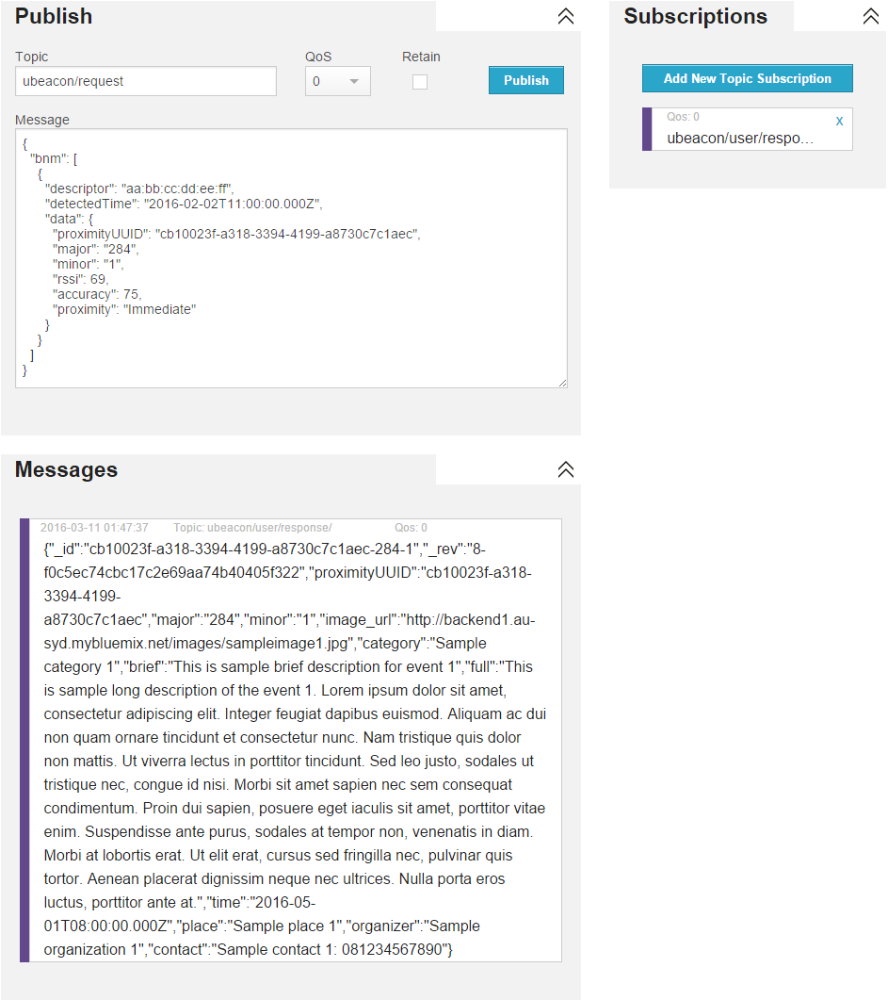 Publish
Topic
QoS
Retain
ubeacon/request
0
Publish
Message
{
"bnm": [
{
"descriptor": "aa:bb:cc:dd:ee:ff",
"detectedTime": "2016-02-02T11:00:00.000Z",
"data": {
"proximityUUID": "cb10023f-a318-3394-4199-a8730c7c1aec",
"major": "284",
"minor": "1",
"rssi": 69,
"accuracy": 75,
"proximity": "Immediate"
}
}
]
}
Subscriptions
Add New Topic Subscription
Qos: 0
X
ubeacon/user/respo…
Messages
2016-03-11 01:47:37 Topic: ubeacon/user/response/ Qos: 0
{"_id":"cb10023f-a318-3394-4199-a8730c7c1aec-284-1","_rev":"8-
f0c5ec74cbc17c2e69aa74b40405f322","proximityUUID":"cb10023f-a318-
3394-4199-
a8730c7c1aec","major":"284","minor":"1","image_url":"http://backend1.au-
syd.mybluemix.net/images/sampleimage1.jpg","category":"Sample
category 1","brief":"This is sample brief description for event 1","full":"This
is sample long description of the event 1. Lorem ipsum dolor sit amet,
consectetur adipiscing elit. Integer feugiat dapibus euismod. Aliquam ac dui
non quam ornare tincidunt et consectetur nunc. Nam tristique quis dolor
non mattis. Ut viverra lectus in porttitor tincidunt. Sed leo justo, sodales ut
tristique nec, congue id nisi. Morbi sit amet sapien nec sem consequat
condimentum. Proin dui sapien, posuere eget iaculis sit amet, porttitor vitae
enim. Suspendisse ante purus, sodales at tempor non, venenatis in diam.
Morbi at lobortis erat. Ut elit erat, cursus sed fringilla nec, pulvinar quis
tortor. Aenean placerat dignissim neque nec ultrices. Nulla porta eros
luctus, porttitor ante at.","time":"2016-05-
01T08:00:00.000Z","place":"Sample place 1","organizer":"Sample
organization 1","contact":"Sample contact 1: 081234567890"}